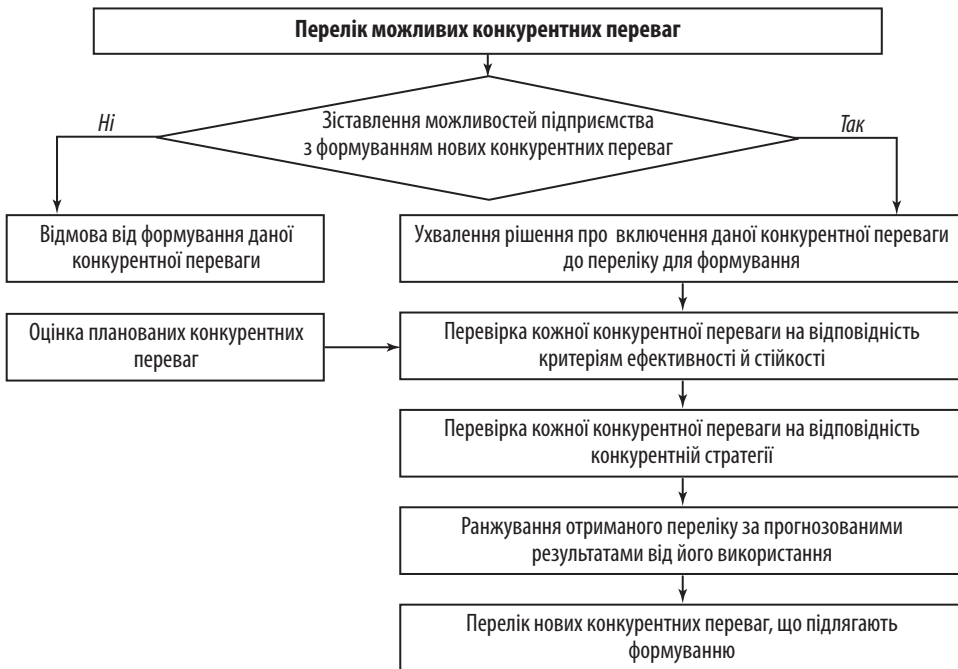 Перелік можливих конкурентних переваг
Зіставлення можливостей підприємства
з формуванням нових конкурентних переваг
Ні
Так
Відмова від формування даної
конкурентної переваги
Ухвалення рішення про включення даної конкурентної переваги
до переліку для формування
Оцінка планованих конкурентних
переваг
Перевірка кожної конкурентної переваги на відповідність
критеріям ефективності й стійкості
Перевірка кожної конкурентної переваги на відповідність
конкурентній стратегії
Ранжування отриманого переліку за прогнозованими
результатами від його використання
Перелік нових конкурентних переваг, що підлягають
формуванню